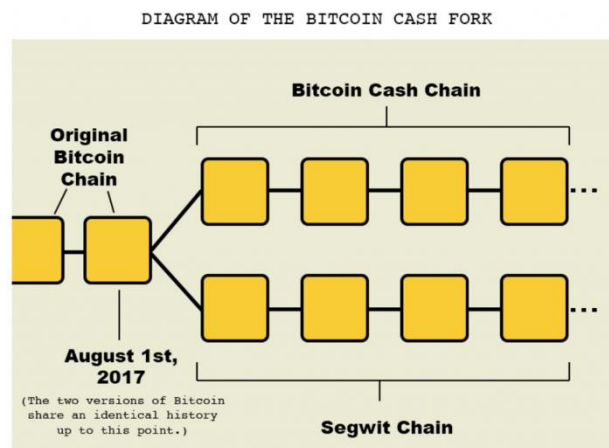 DIAGRAM OF THE BITCOIN CASH FORK
Bitcoin Cash Chain
Original
Bitcoin
Chain
August 1st,
2017
(The two versions of Bitcoin
share an identical history
up to this point.)
Segwit Chain